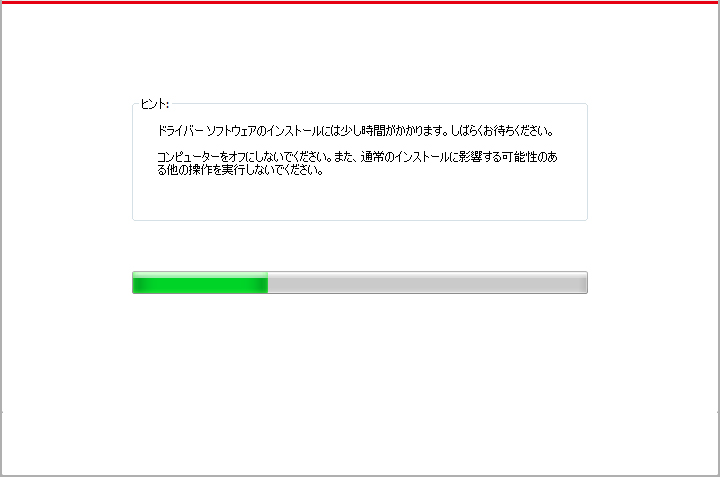 ヒント:
ドライバー ソフトウェアのインストールには少し時間がかかります。しばらくお待ちください。
コンピューターをオフにしないでください。また、通常のインストールに影響する可能性のあ
る他の操作を実行しないでください。